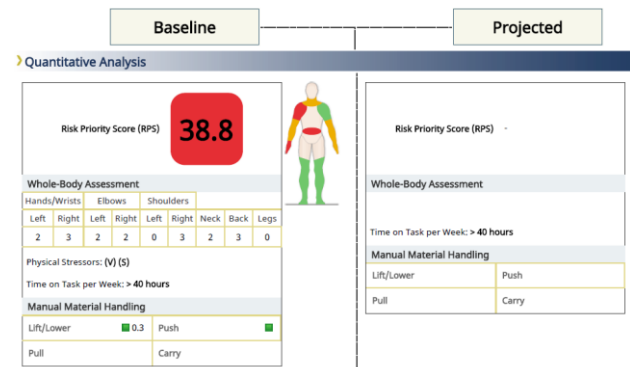 Baseline
Projected
Quantitative Analysis
Risk Priority Score (RPS) 38.8
Whole-Body Assessment
Hands/Wrists Elbows Shoulders
Left Right Left Right Left Right Neck Back Legs
2 3 2 2 0 3 2 3 0
Physical Stressors: (V) (S)
Time on Task per Week: > 40 hours
Manual Material Handling
Lift/Lower 0.3 Push
Pull Carry
Risk Priority Score (RPS) -
Whole-Body Assessment
Time on Task per Week: > 40 hours
Manual Material Handling
Lift/Lower Push
Pull Carry